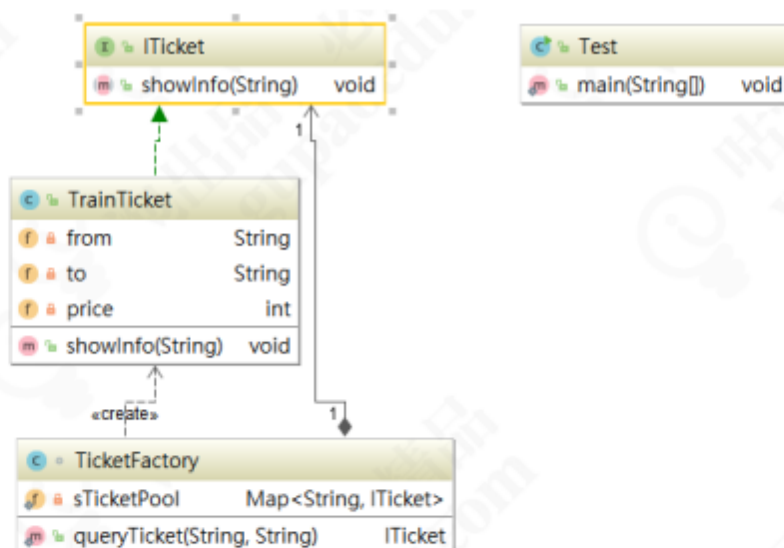 ITicket
showInfo(String) void
Test
main(String[]) void
1
TrainTicket
from String
to String
price int
showInfo(String) void
«create»
1
TicketFactory
sTicketPool Map<String, ITicket>
queryTicket(String, String) ITicket